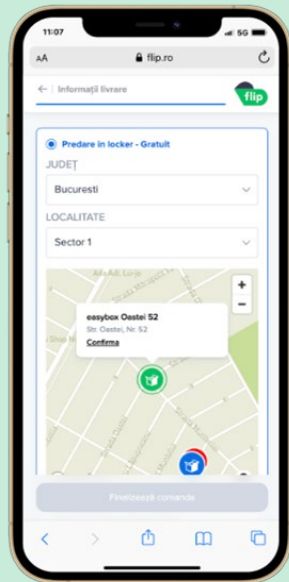 11:07
5G
AA
flip.ro
Informații livrare
flip
Predare in locker - Gratuit
JUDEȚ
Bucuresti
LOCALITATE
Sector 1
+
easybox Oastei 52
Str. Oastei, Nr. 52
Confirma
−
Finalizează comanda